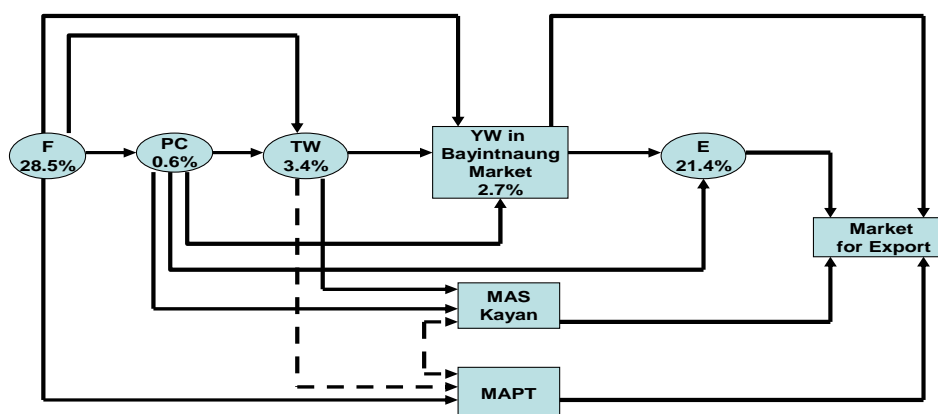 F
28.5%
PC
0.6%
TW
3.4%
YW in
Bayintnaung
Market
2.7%
E
21.4%
Market
for Export
MAS
Kayan
MAPT